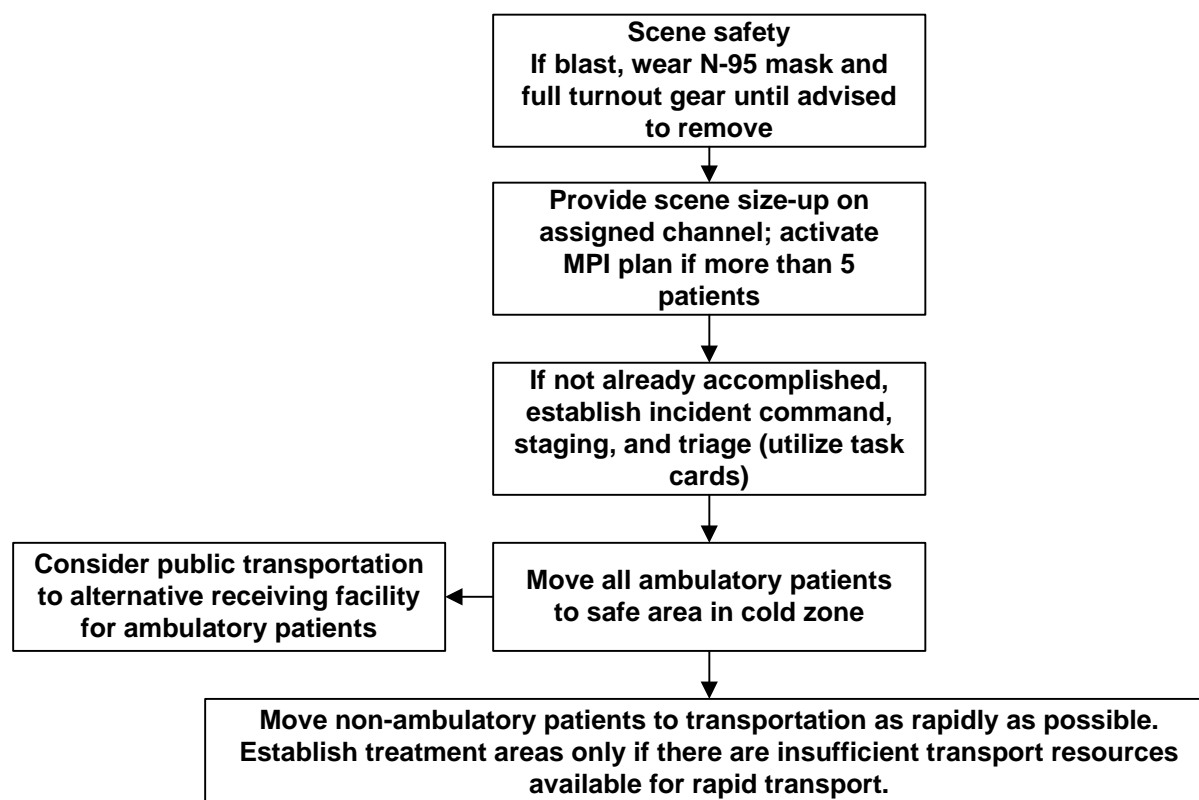 Scene safety
If blast, wear N-95 mask and
full turnout gear until advised
to remove
Provide scene size-up on
assigned channel; activate
MPI plan if more than 5
patients
If not already accomplished,
establish incident command,
staging, and triage (utilize task
cards)
Consider public transportation
to alternative receiving facility
for ambulatory patients
Move all ambulatory patients
to safe area in cold zone
Move non-ambulatory patients to transportation as rapidly as possible.
Establish treatment areas only if there are insufficient transport resources
available for rapid transport.